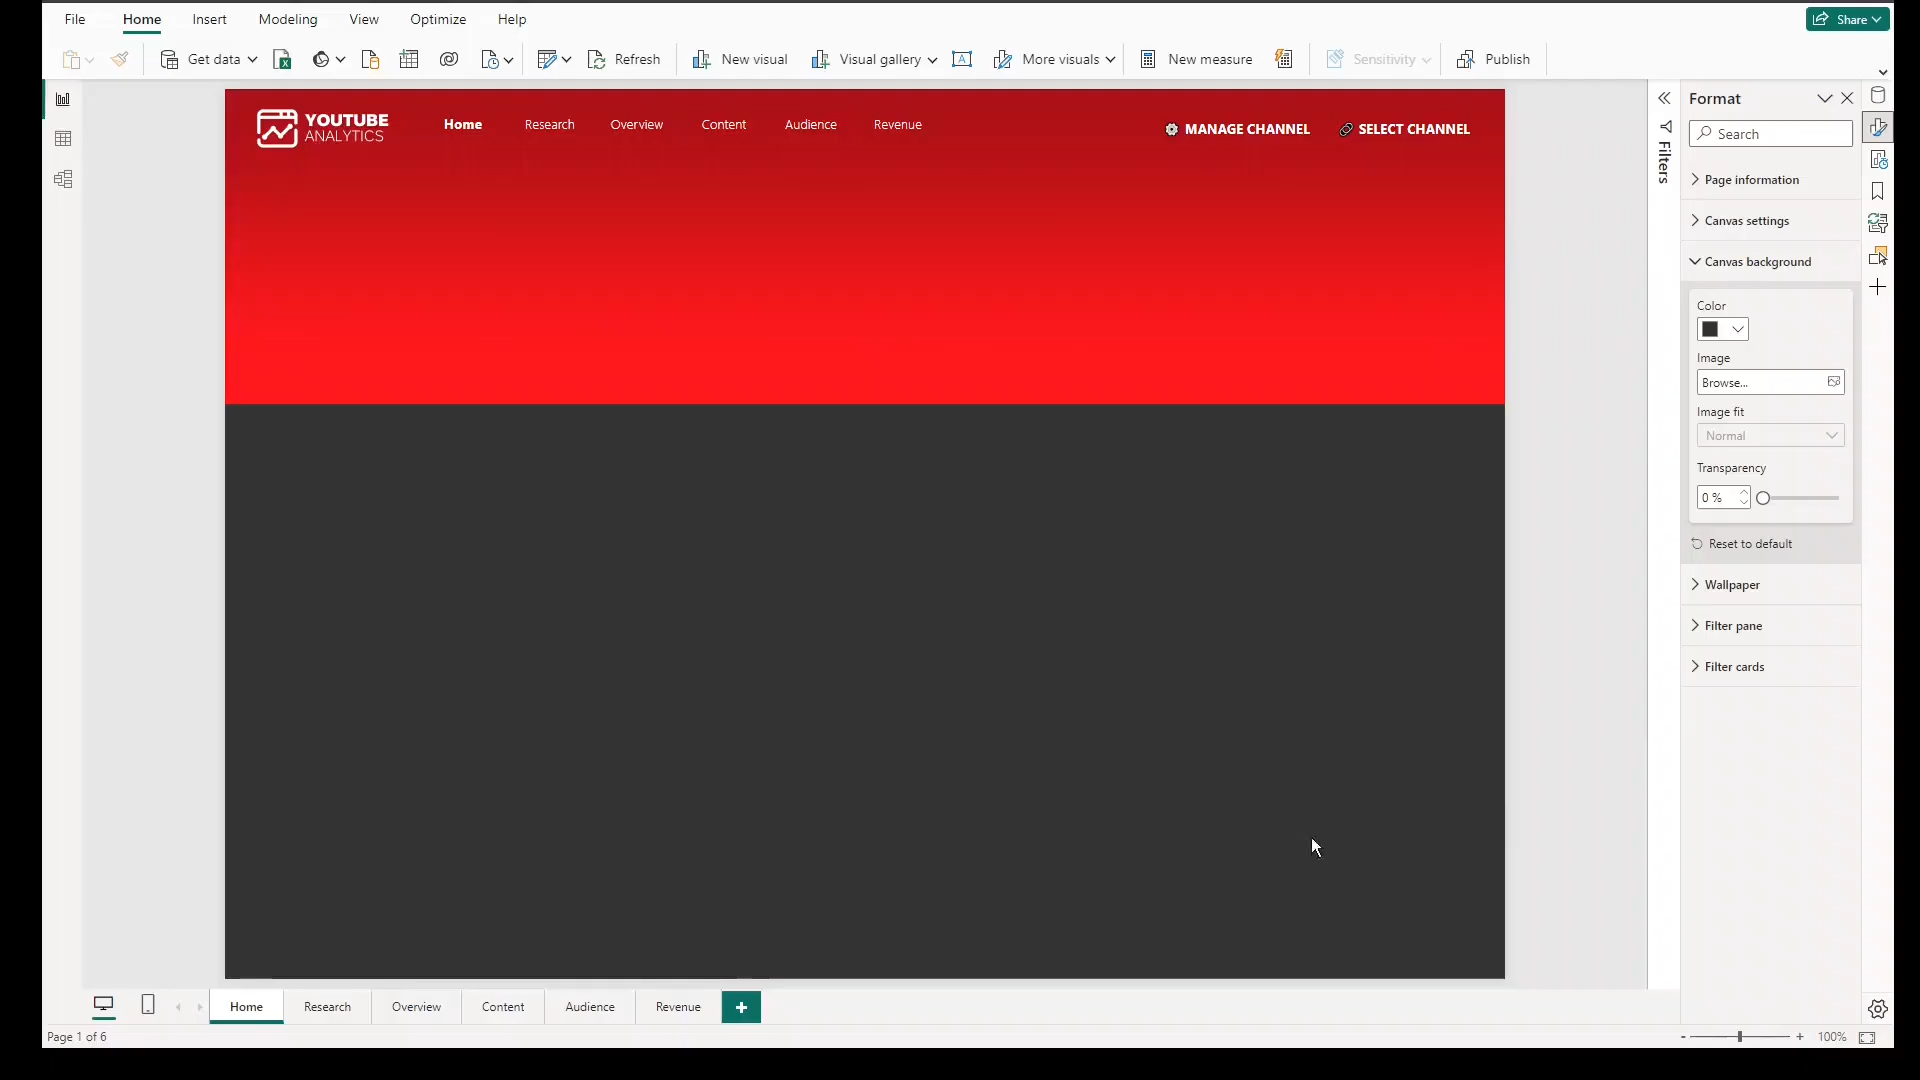 File Home Insert Modeling View Optimize Help Share
Get data Refresh New visual Visual gallery More visuals New measure Sensitivity Publish
YOUTUBE
ANALYTICS
Home Research Overview Content Audience Revenue
MANAGE CHANNEL SELECT CHANNEL
Filters
Format
Search
Page information
Canvas settings
Canvas background
Color
Image
Browse...
Image fit
Normal
Transparency
0 %
Reset to default
Wallpaper
Filter pane
Filter cards
Home Research Overview Content Audience Revenue +
Page 1 of 6
- + 100%